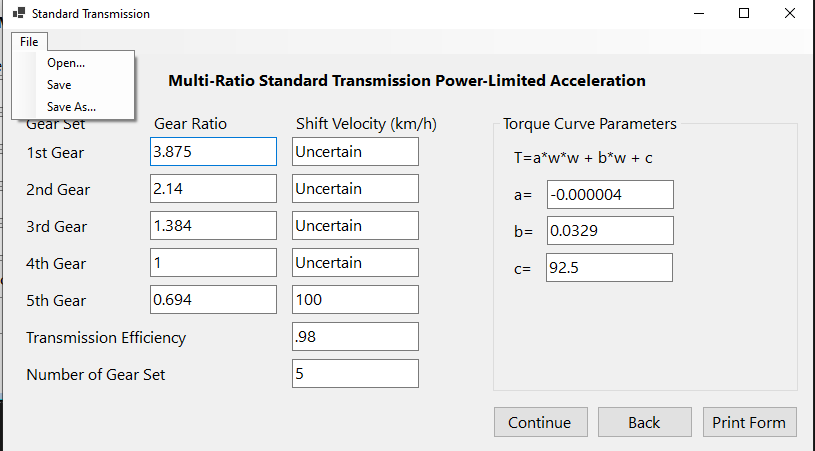 Standard Transmission
File
Open...
Save
Save As...
Multi-Ratio Standard Transmission Power-Limited Acceleration
Gear Set Gear Ratio Shift Velocity (km/h)
1st Gear 3.875 Uncertain
2nd Gear 2.14 Uncertain
3rd Gear 1.384 Uncertain
4th Gear 1 Uncertain
5th Gear 0.694 100
Transmission Efficiency .98
Number of Gear Set 5
Torque Curve Parameters
T=a*w*w + b*w + c
a= -0.000004
b= 0.0329
c= 92.5
Continue Back Print Form